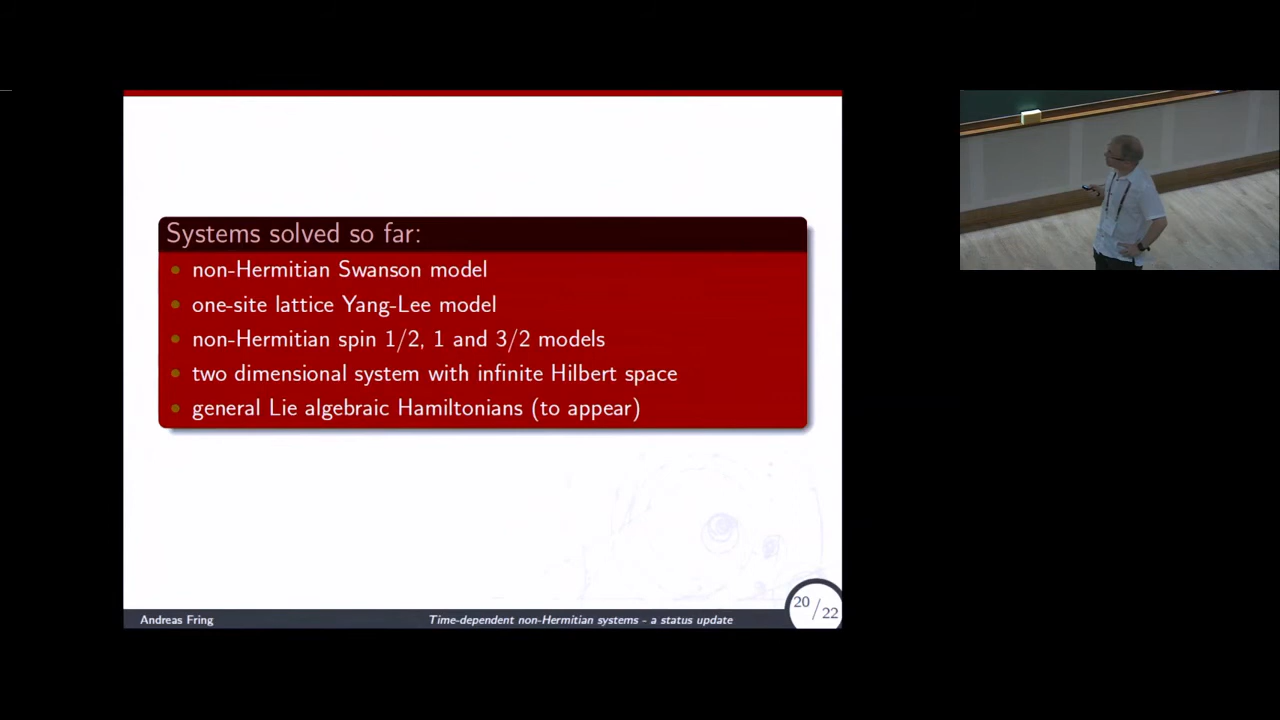 Systems solved so far:
non-Hermitian Swanson model
one-site lattice Yang-Lee model
non-Hermitian spin 1/2, 1 and 3/2 models
two dimensional system with infinite Hilbert space
general Lie algebraic Hamiltonians (to appear)
Andreas Fring
Time-dependent non-Hermitian systems - a status update
20/22